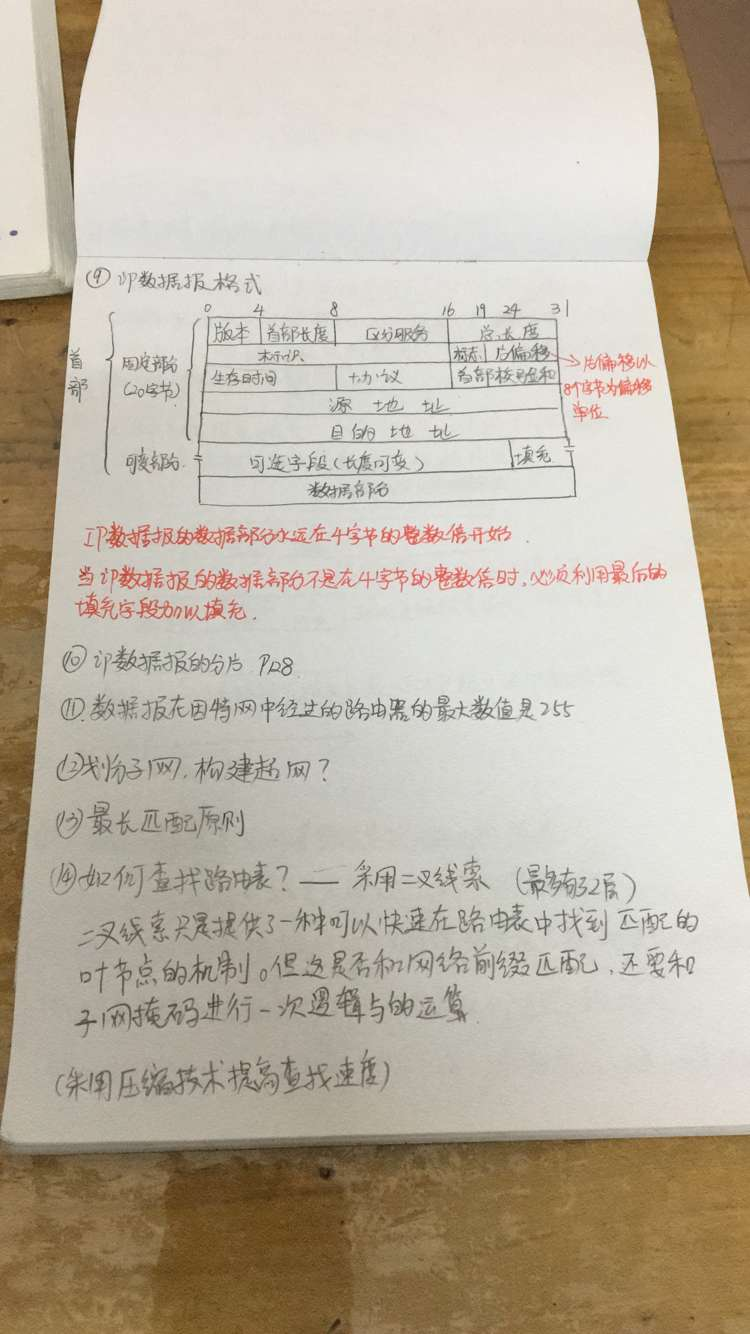 ⑨ IP数据报格式
0 4 8 16 19 24 31
版本 首部长度 区分服务 总长度
标识 标志 片偏移
生存时间 协议 首部检验和
源地址
目的地址
可选字段(长度可变) 填充
数据部分
首部
固定部分
(20字节)
可变部分
→片偏移以
8个字节为偏移
单位
IP数据报的数据部分永远在4字节的整数倍开始.
当IP数据报的数据部分不是在4字节的整数倍时,必须利用最后的
填充字段加以填充.
⑩ IP数据报的分片 P128
⑪.数据报在因特网中经过的路由器的最大数值是255
⑫划分子网,构建超网?
⑬最长匹配原则
⑭如何查找路由表?—— 采用二叉线索 (最多有32层)
二叉线索只是提供了一种可以快速在路由表中找到匹配的
叶节点的机制。但这是否和网络前缀匹配,还要和
子网掩码进行一次逻辑与的运算.
(采用压缩技术提高查找速度)